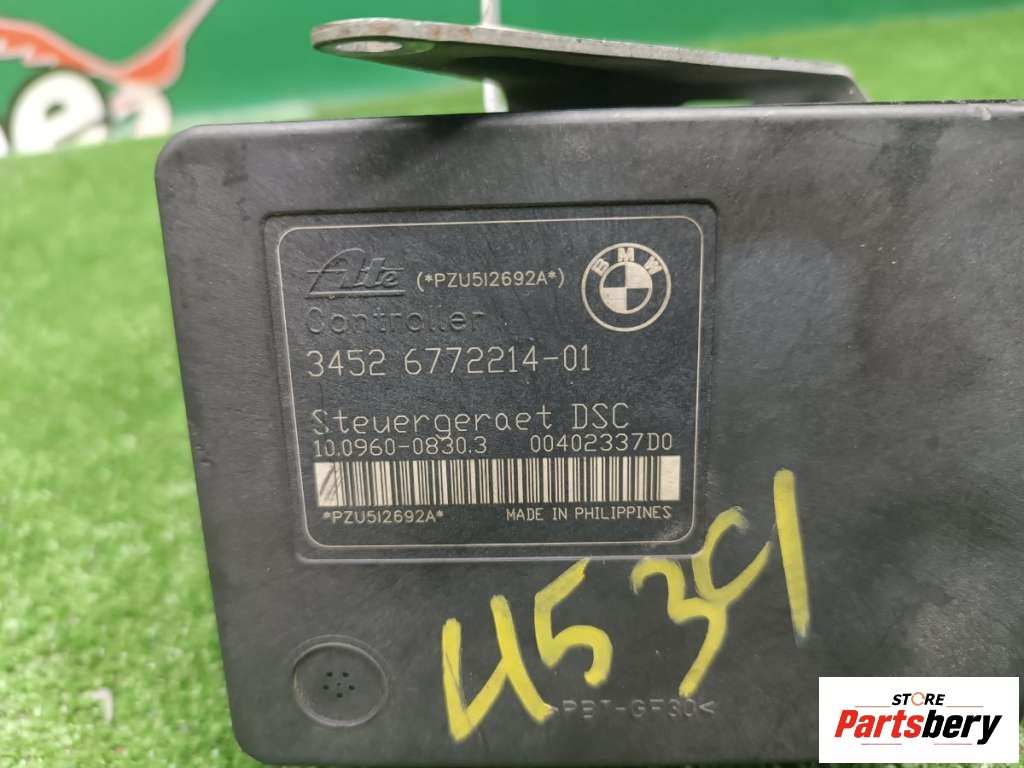 Ate (*PZU5I2692A*)
BMW
Controller
3452 6772214-01
Steuergeraet DSC
10.0960-0830.3 00402337D0
*PZU5I2692A*
MADE IN PHILIPPINES
>PBT-GF30<
STORE
Partsbery